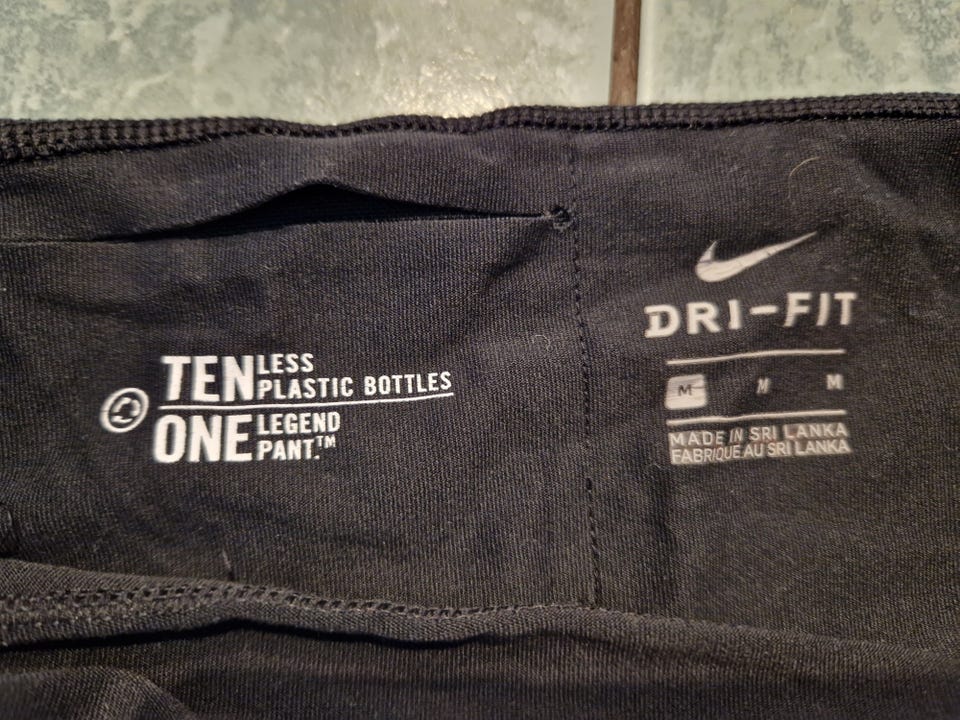 TEN LESS
PLASTIC BOTTLES
ONE LEGEND
PANT.™
DRI-FIT
M M M
MADE IN SRI LANKA
FABRIQUE AU SRI LANKA